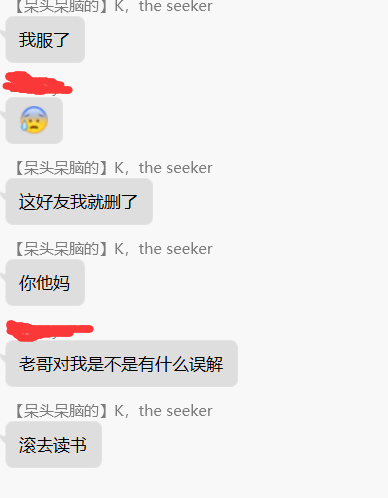 【呆头呆脑的】K，the seeker
我服了
【呆头呆脑的】K，the seeker
这好友我就删了
【呆头呆脑的】K，the seeker
你他妈
老哥对我是不是有什么误解
【呆头呆脑的】K，the seeker
滚去读书